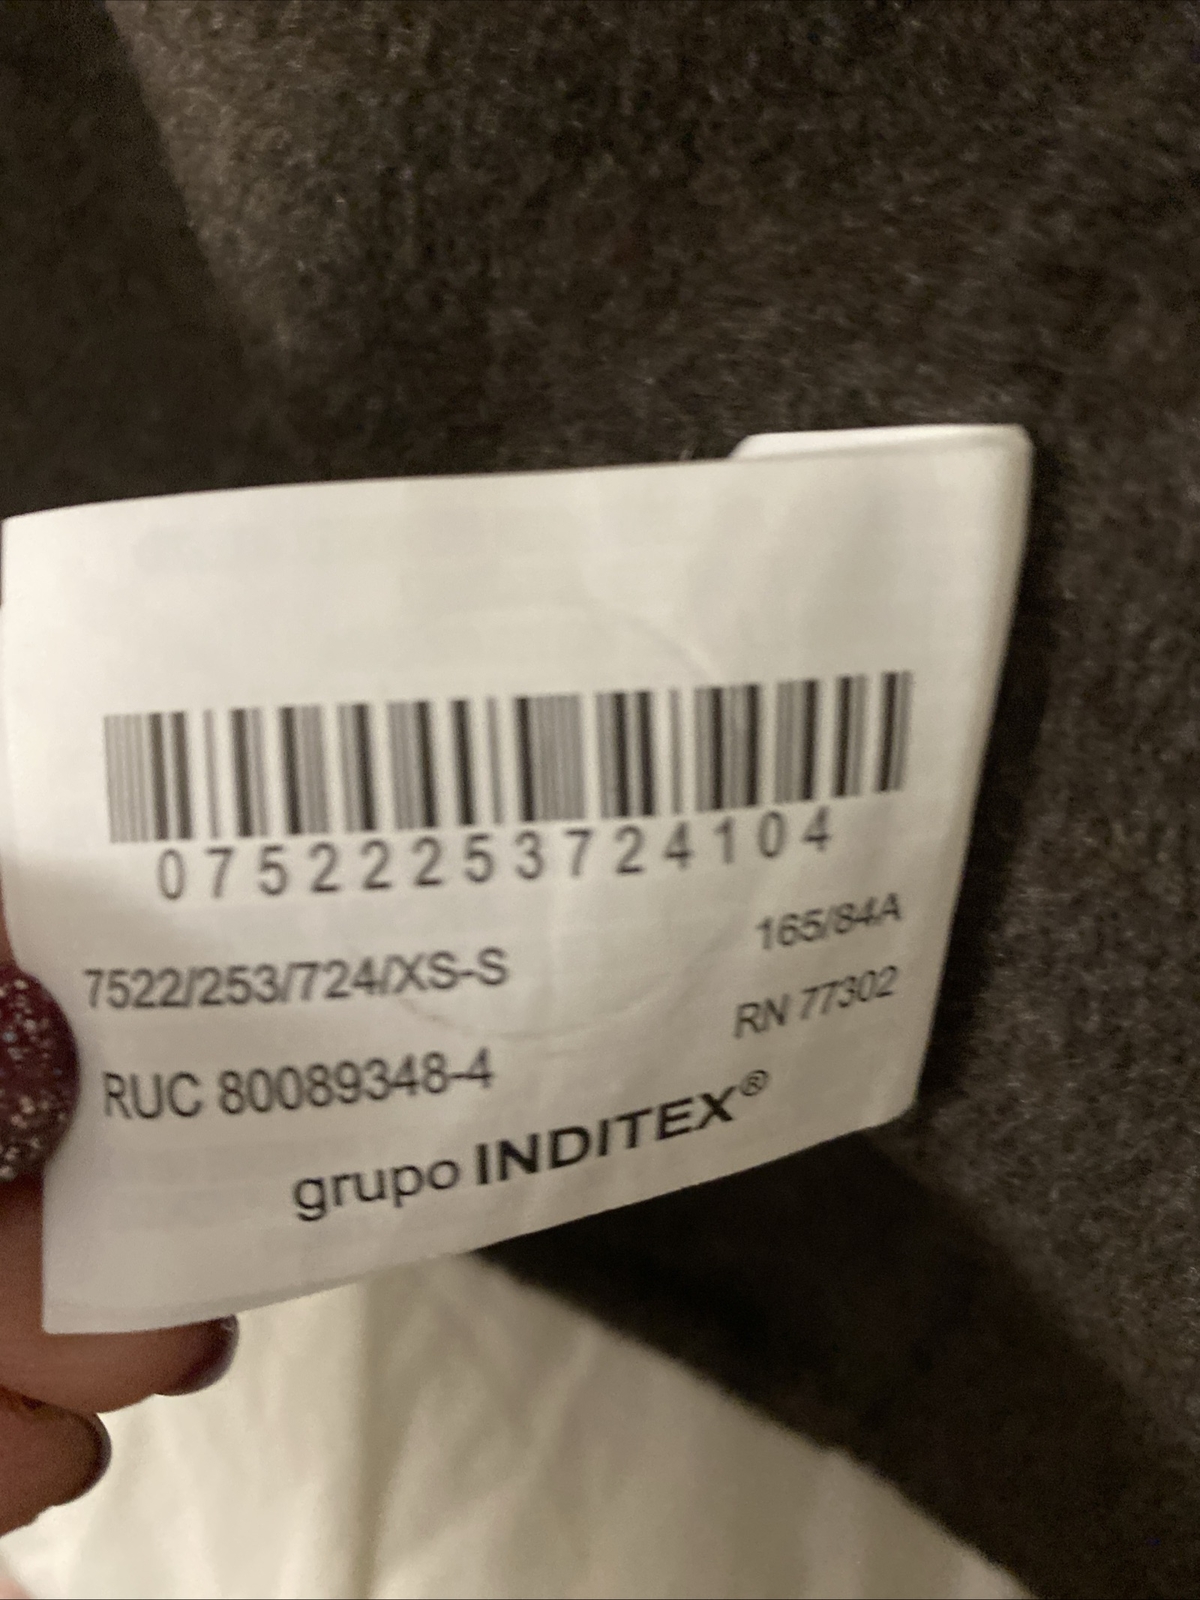 07522253724104
165/84A
7522/253/724/XS-S
RN 77302
RUC 80089348-4
grupo INDITEX®